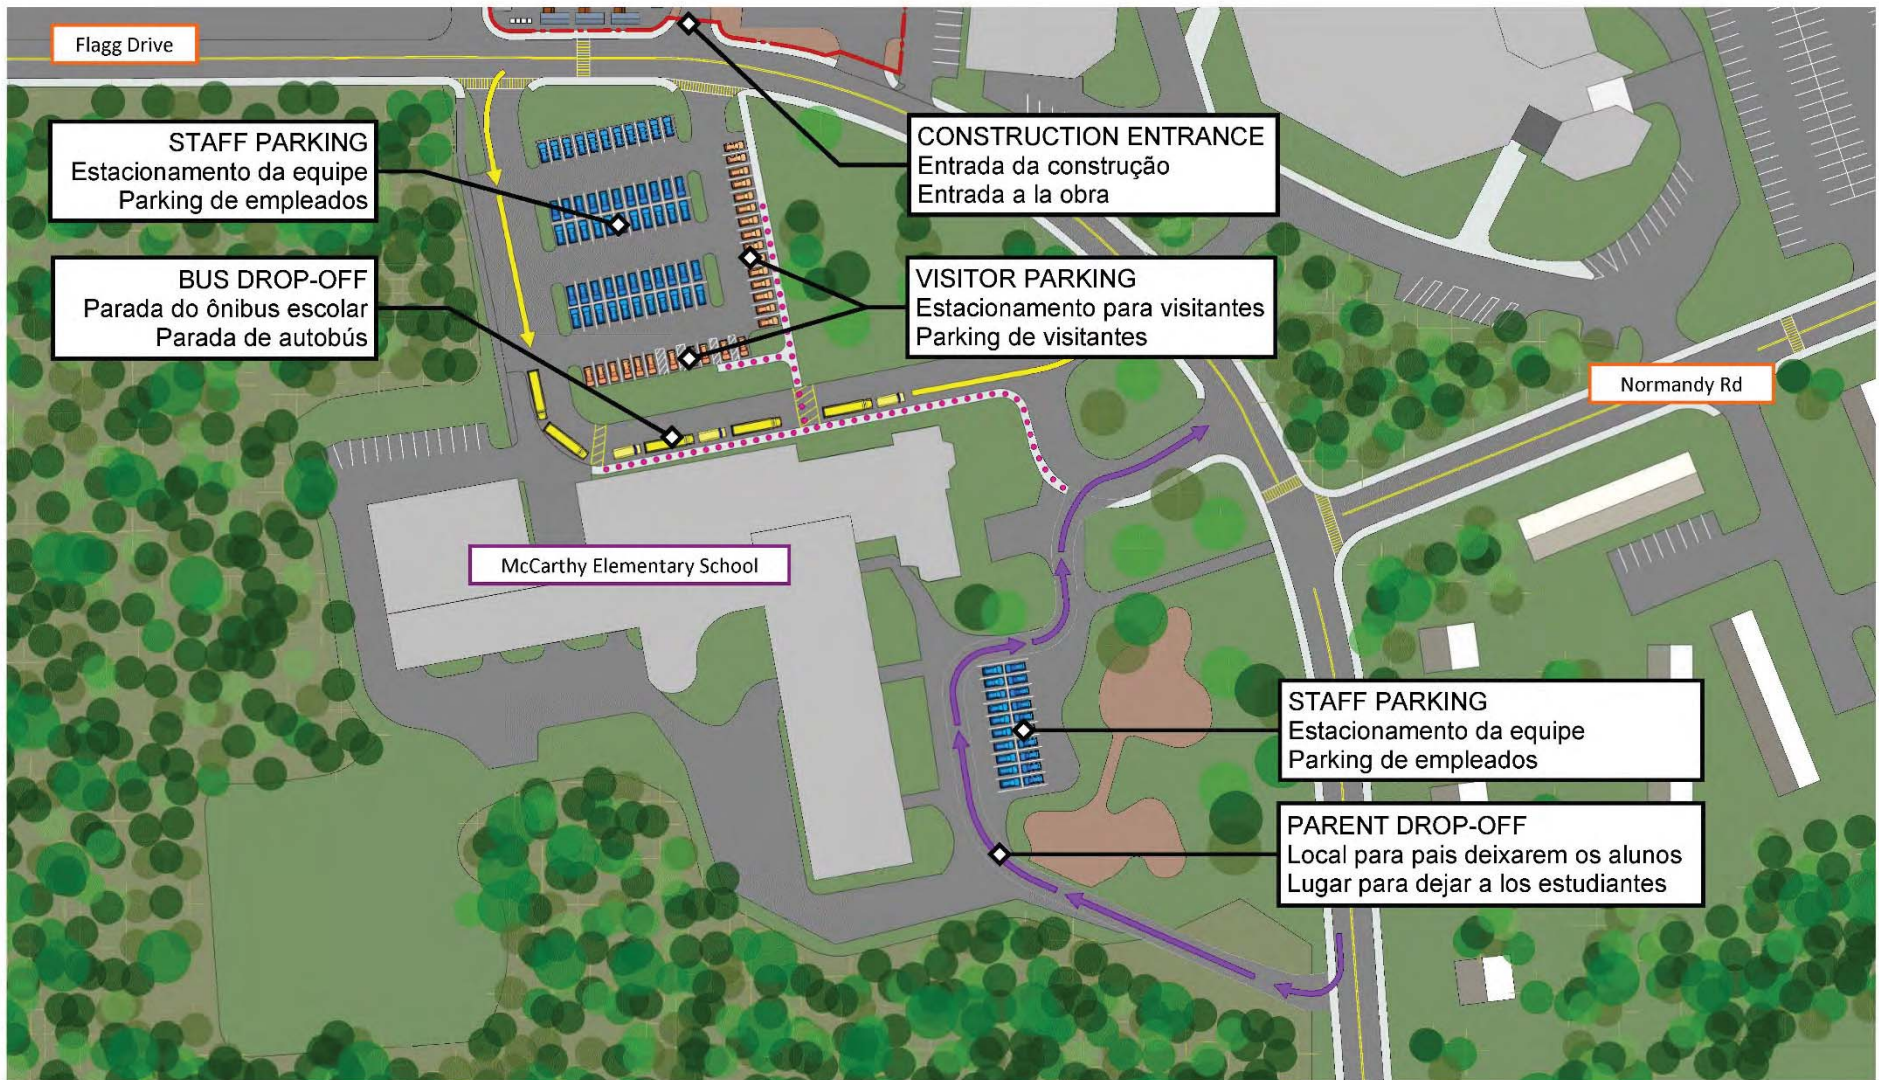 Flagg Drive
STAFF PARKING
Estacionamento da equipe
Parking de empleados
CONSTRUCTION ENTRANCE
Entrada da construção
Entrada a la obra
BUS DROP-OFF
Parada do ônibus escolar
Parada de autobús
VISITOR PARKING
Estacionamento para visitantes
Parking de visitantes
Normandy Rd
McCarthy Elementary School
STAFF PARKING
Estacionamento da equipe
Parking de empleados
PARENT DROP-OFF
Local para pais deixarem os alunos
Lugar para dejar a los estudiantes